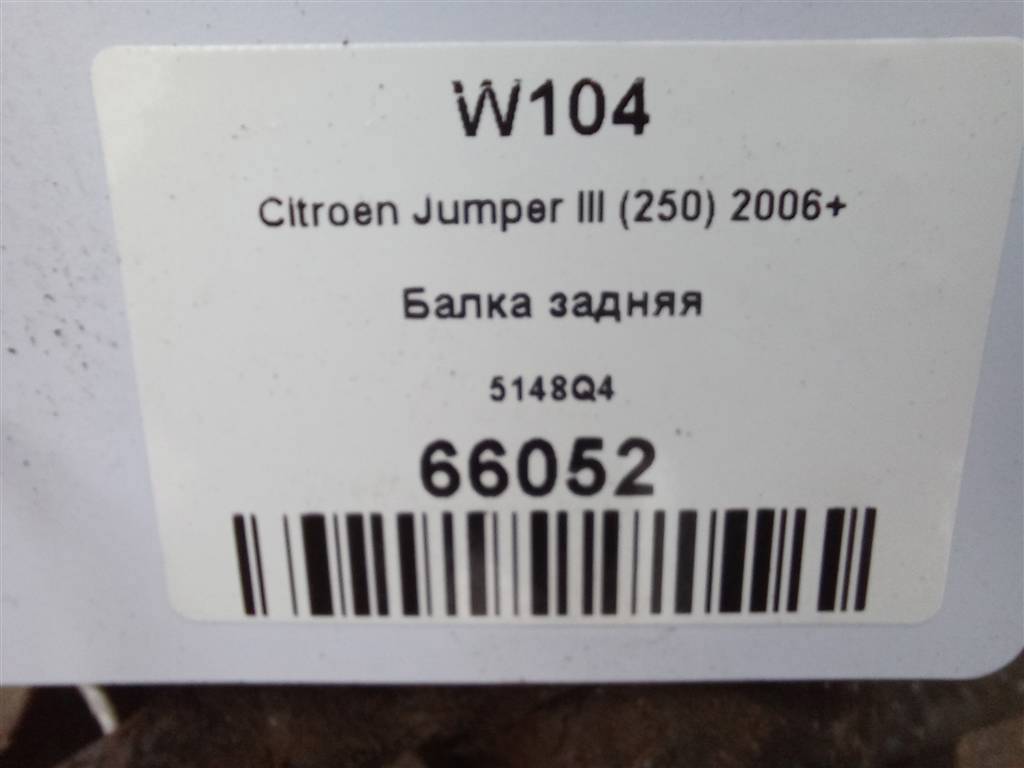 W104
Citroen Jumper III (250) 2006+
Балка задняя
5148Q4
66052